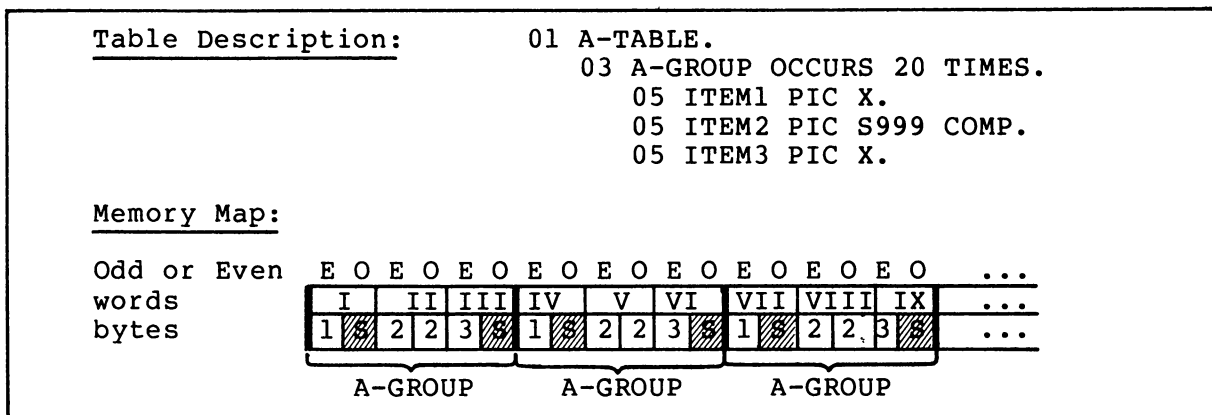 Table Description: 01 A-TABLE.
03 A-GROUP OCCURS 20 TIMES.
05 ITEM1 PIC X.
05 ITEM2 PIC S999 COMP.
05 ITEM3 PIC X.
Memory Map:
Odd or Even E O E O E O E O E O E O E O E O E O ...
words I II III IV V VI VII VIII IX ...
bytes 1 S 2 2 3 S 1 S 2 2 3 S 1 S 2 2 3 S ...
A-GROUP A-GROUP A-GROUP